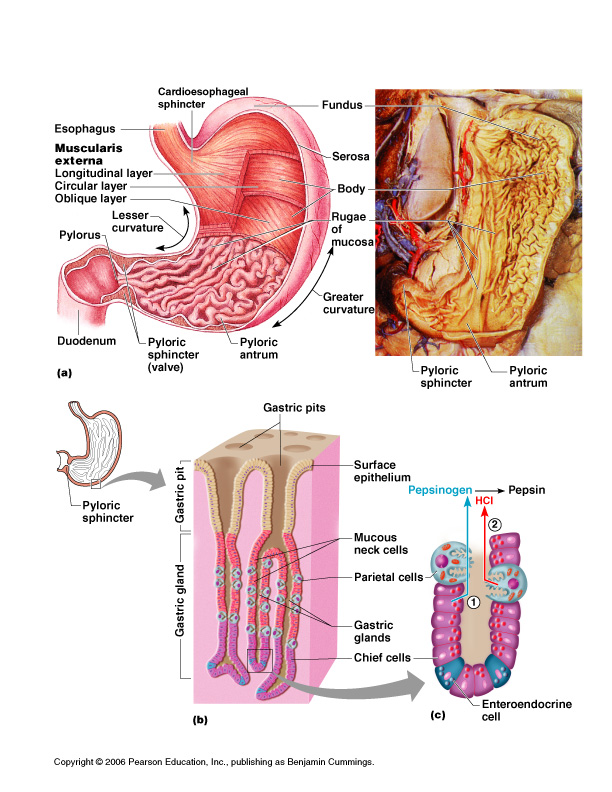 Cardioesophageal
sphincter
Fundus
Esophagus
Muscularis
externa
Longitudinal layer
Circular layer
Oblique layer
Serosa
Body
Lesser
curvature
Rugae
of
mucosa
Pylorus
Greater
curvature
Duodenum
Pyloric
sphincter
(valve)
Pyloric
antrum
(a)
Pyloric
sphincter
Pyloric
antrum
Pyloric
sphincter
Gastric pits
Gastric pit
Gastric gland
Surface
epithelium
Mucous
neck cells
Parietal cells
Gastric
glands
Chief cells
(b)
Pepsinogen
Pepsin
HCl
2
1
Enteroendocrine
cell
(c)
Copyright © 2006 Pearson Education, Inc., publishing as Benjamin Cummings.